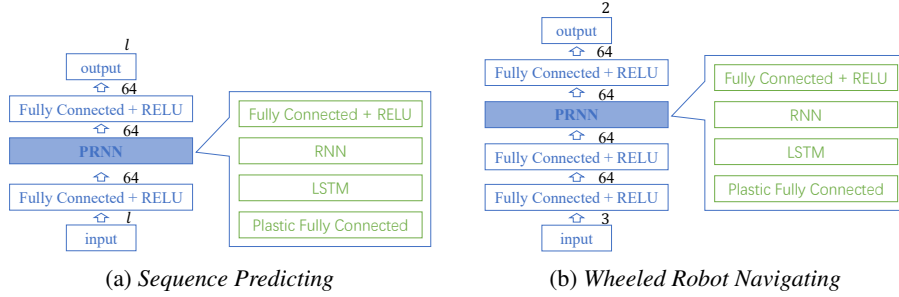 l
output
64
Fully Connected + RELU
64
PRNN
64
Fully Connected + RELU
l
input
Fully Connected + RELU
RNN
LSTM
Plastic Fully Connected
(a) Sequence Predicting
2
output
64
Fully Connected + RELU
64
PRNN
64
Fully Connected + RELU
64
Fully Connected + RELU
3
input
Fully Connected + RELU
RNN
LSTM
Plastic Fully Connected
(b) Wheeled Robot Navigating